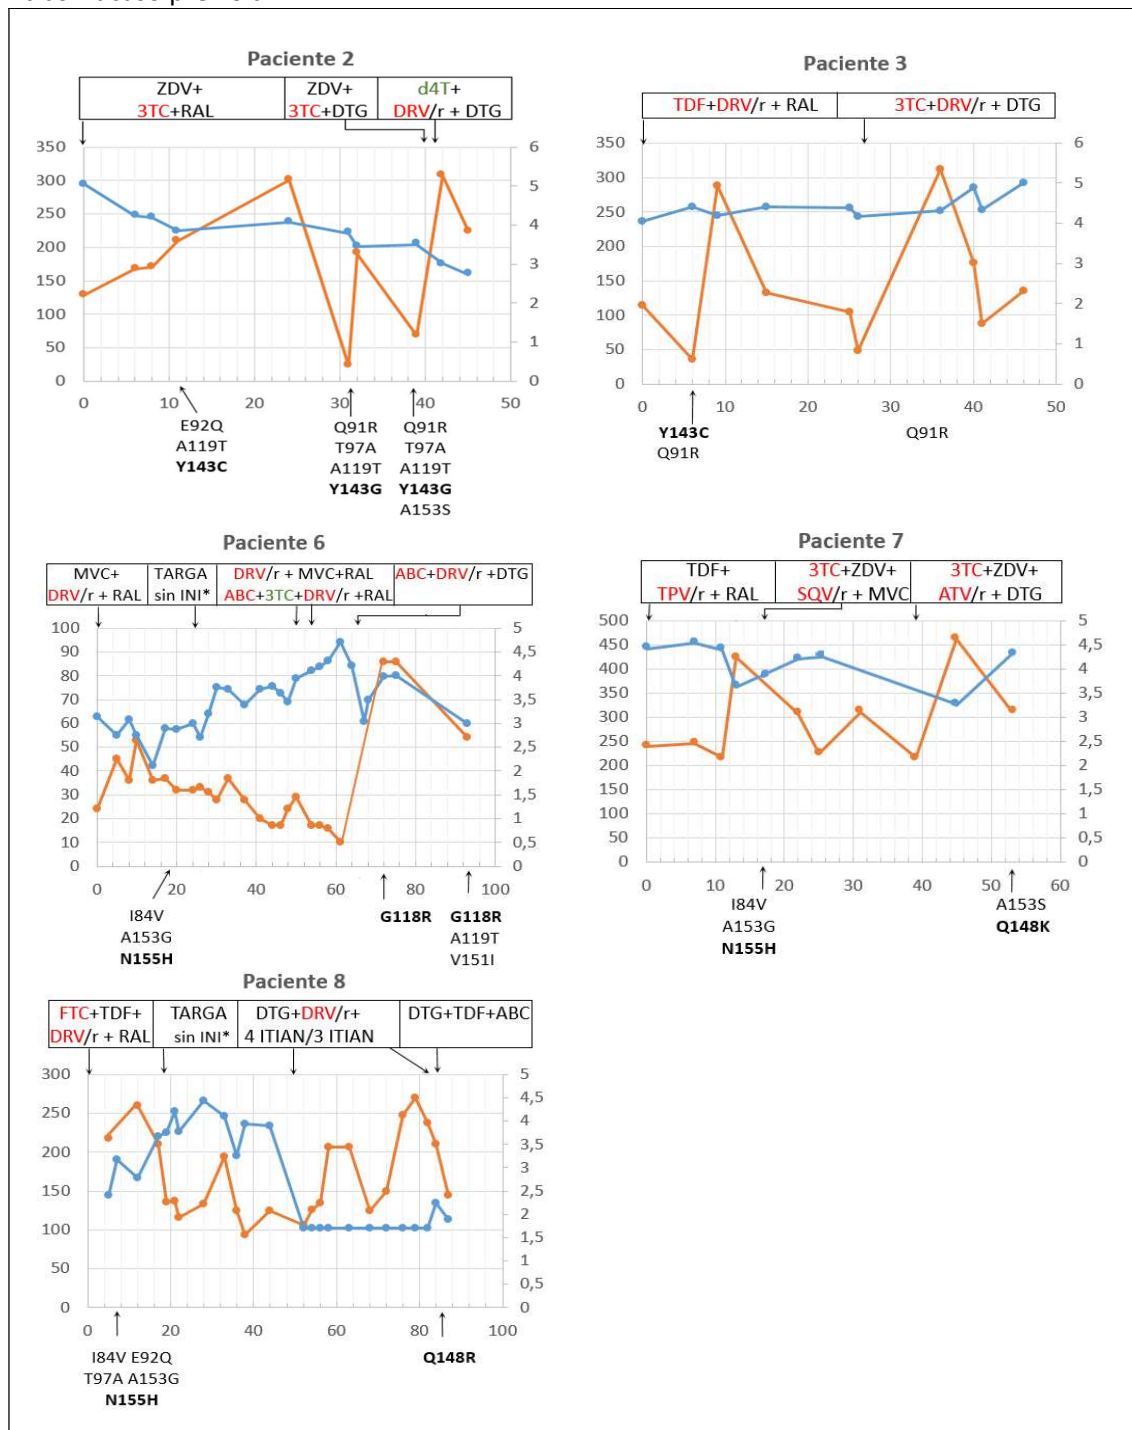 Paciente 2
ZDV+ ZDV+ d4T+
3TC+RAL 3TC+DTG DRV/r + DTG
350 6
300 5
250 4
200
150 3
100 2
50 1
0 0
0 10 20 30 40 50
E92Q Q91R Q91R
A119T T97A T97A
Y143C A119T A119T
Y143G Y143G
A153S
Paciente 3
TDF+DRV/r + RAL 3TC+DRV/r + DTG
350 6
300 5
250 4
200
150 3
100 2
50 1
0 0
0 10 20 30 40 50
Y143C Q91R
Q91R
Paciente 6
MVC+ TARGA DRV/r + MVC+RAL ABC+DRV/r +DTG
DRV/r + RAL sin INI* ABC+3TC+DRV/r +RAL
100 5
90 4,5
80 4
70 3,5
60 3
50 2,5
40 2
30 1,5
20 1
10 0,5
0 0
0 20 40 60 80 100
I84V G118R G118R
A153G A119T
N155H V151I
Paciente 7
TDF+ 3TC+ZDV+ 3TC+ZDV+
TPV/r + RAL SQV/r + MVC ATV/r + DTG
500 5
450 4,5
400 4
350 3,5
300 3
250 2,5
200 2
150 1,5
100 1
50 0,5
0 0
0 10 20 30 40 50 60
I84V A153S
A153G Q148K
N155H
Paciente 8
FTC+TDF+ TARGA DTG+DRV/r+ DTG+TDF+ABC
DRV/r + RAL sin INI* 4 ITIAN/3 ITIAN
300 5
250 4,5
200 4
150 3,5
100 3
50 2,5
0 2
1,5
1
0,5
0
0 20 40 60 80 100
I84V E92Q Q148R
T97A A153G
N155H